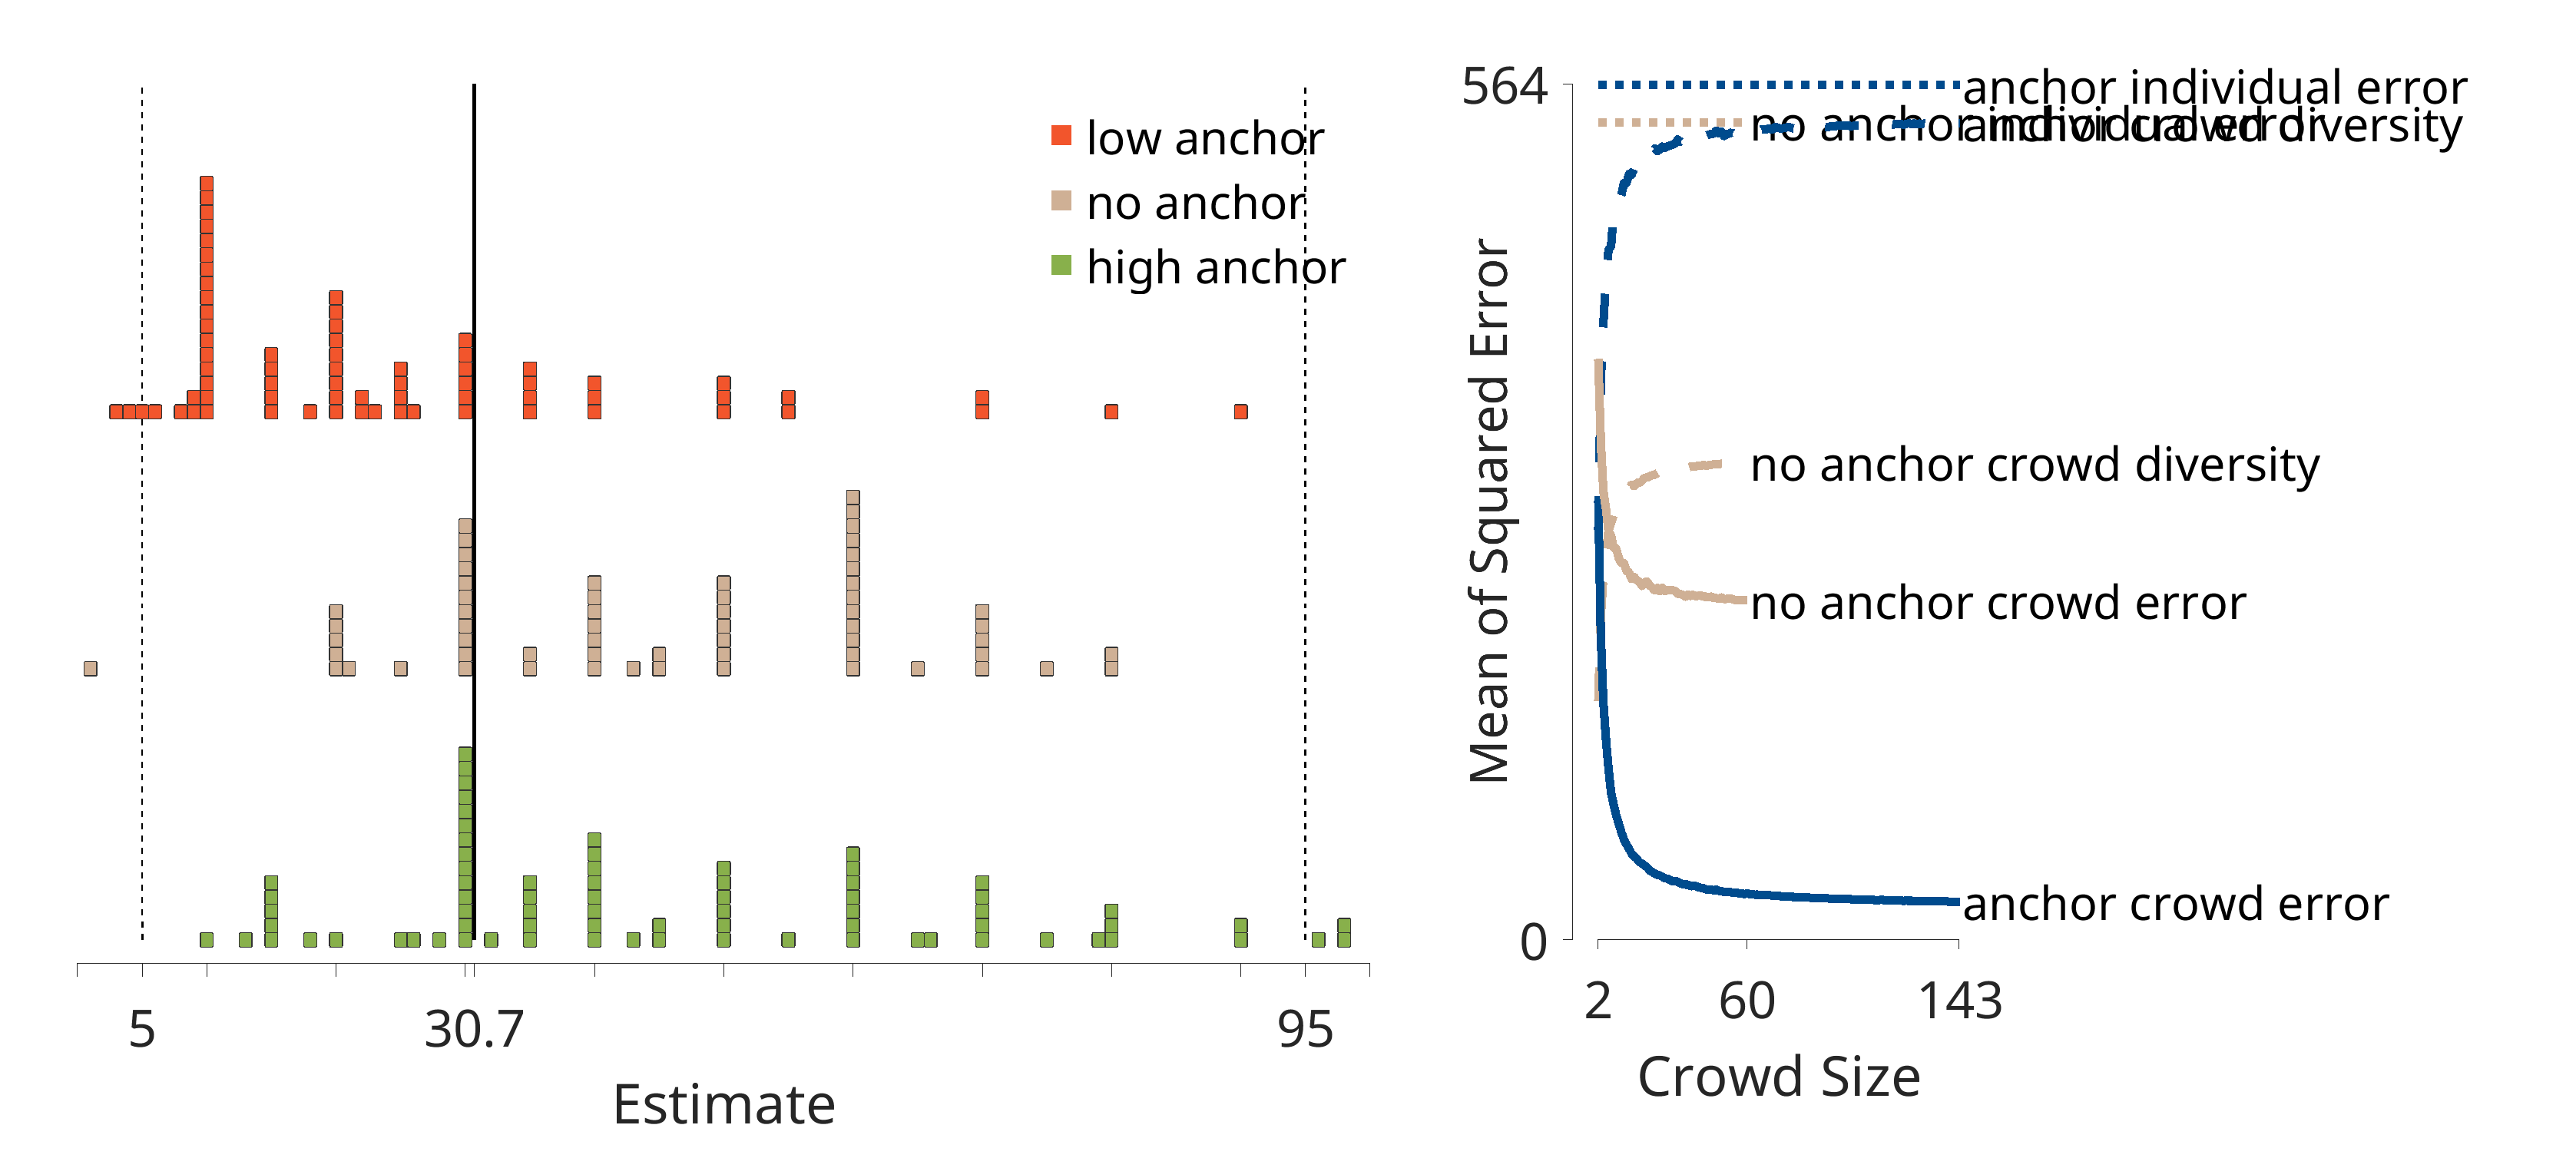 low anchor
no anchor
high anchor
5
30.7
95
Estimate
564
0
Mean of Squared Error
anchor individual error
no anchor individual error
anchor crowd diversity
no anchor crowd diversity
no anchor crowd error
anchor crowd error
2
60
143
Crowd Size